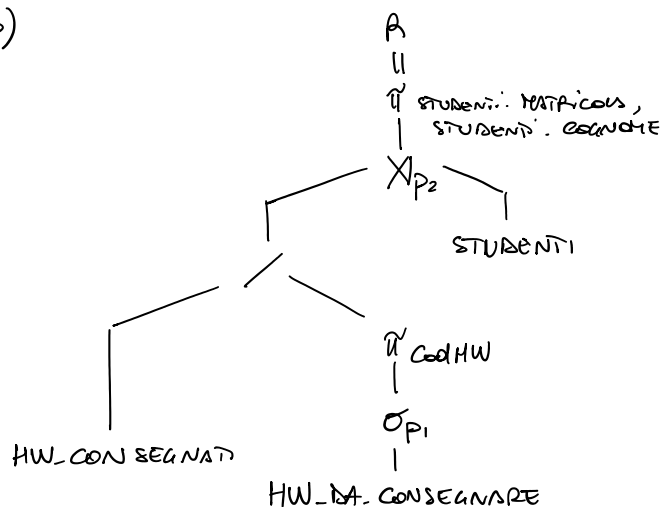 b)
R
||
π STUDENTI.MATRICOLA,
STUDENTI.COGNOME
⋈P2
STUDENTI
/
π CodHW
σP1
HW_CONSEGNATI
HW_DA_CONSEGNARE